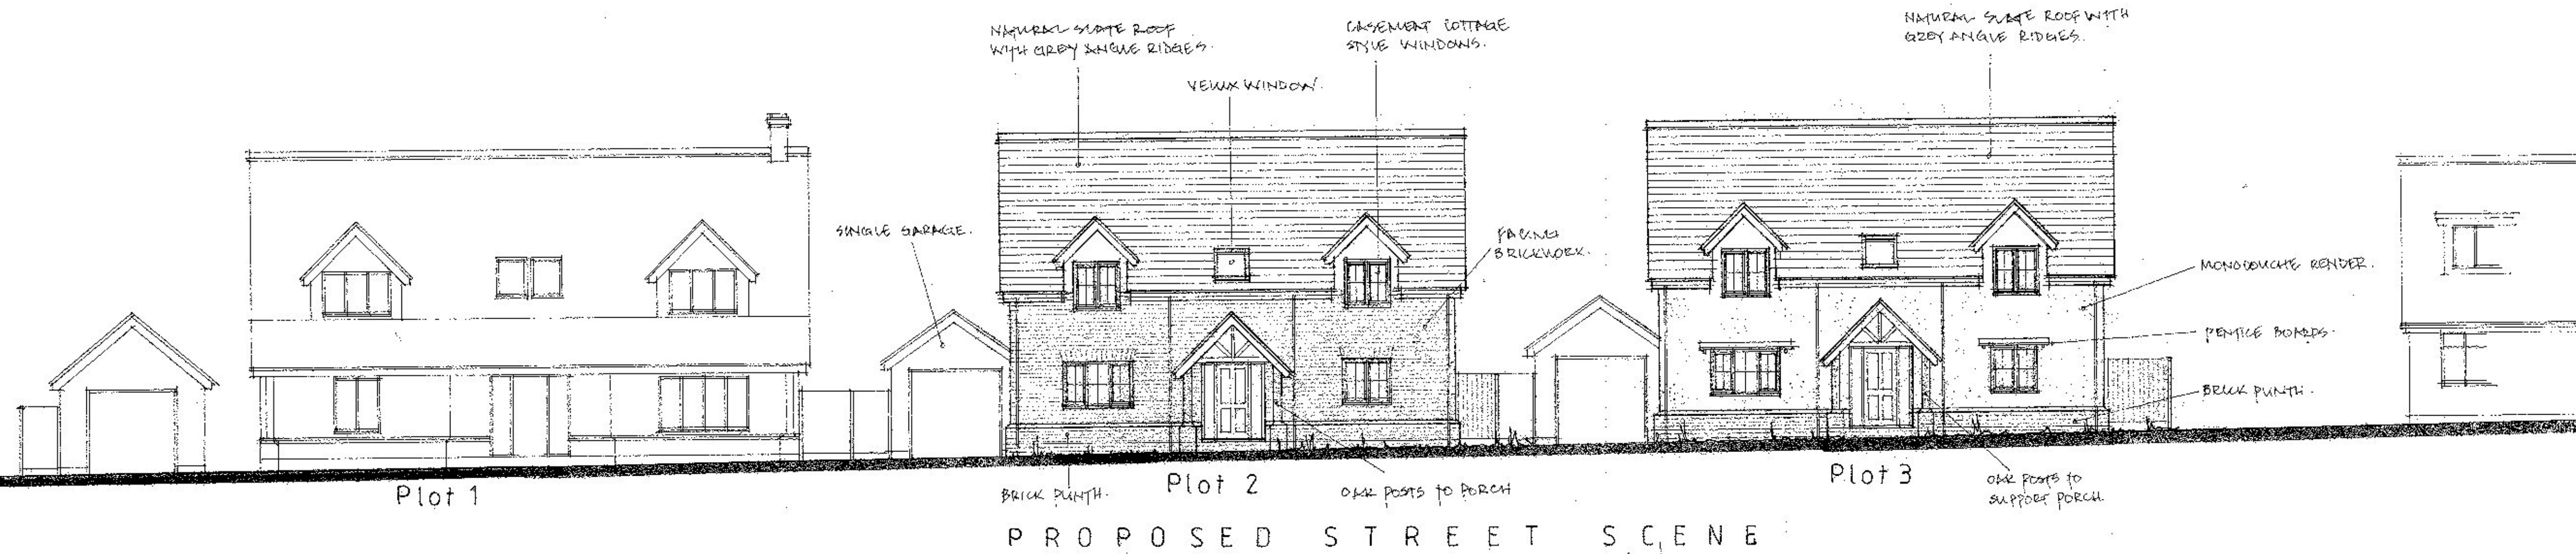 NATURAL SLATE ROOF
WITH GREY ANGLE RIDGES.
CASEMENT COTTAGE
STYLE WINDOWS.
NATURAL SLATE ROOF WITH
GREY ANGLE RIDGES.
VELUX WINDOW.
SINGLE GARAGE.
FACING
BRICKWORK.
MONOCOUCHE RENDER.
PENTICE BOARDS.
BRICK PLINTH.
Plot 1
BRICK PLINTH.
Plot 2
OAK POSTS TO PORCH
Plot 3
OAK POSTS TO
SUPPORT PORCH.
PROPOSED STREET SCENE